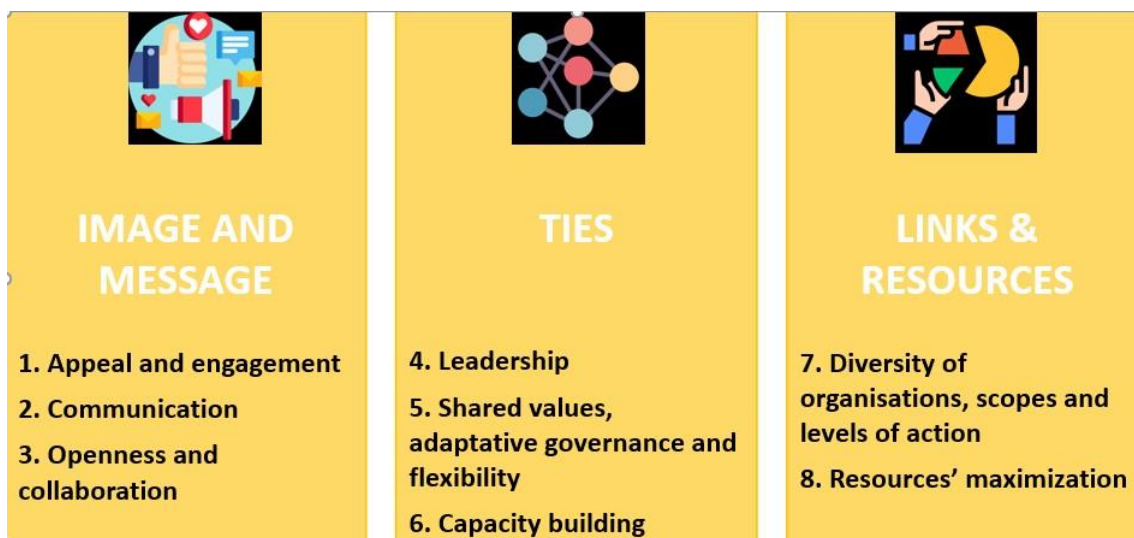 IMAGE AND
MESSAGE
1. Appeal and engagement
2. Communication
3. Openness and
collaboration
TIES
4. Leadership
5. Shared values,
adaptative governance and
flexibility
6. Capacity building
LINKS &
RESOURCES
7. Diversity of
organisations, scopes and
levels of action
8. Resources’ maximization